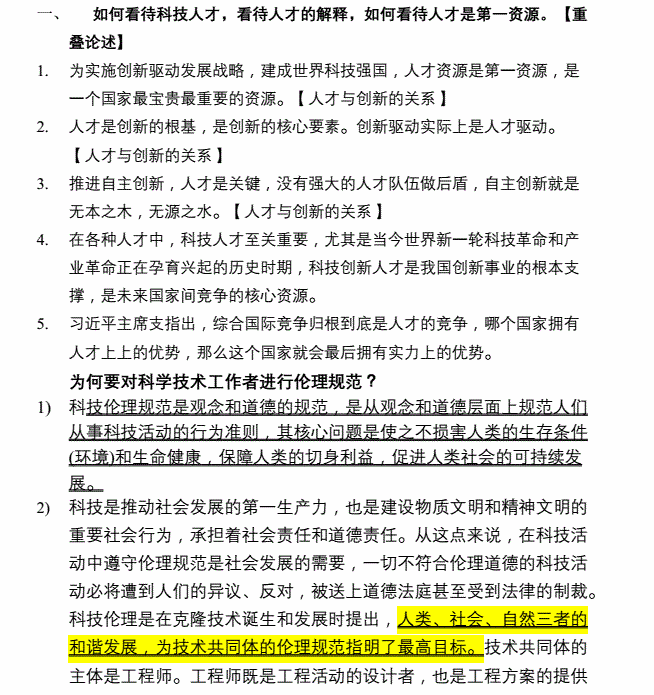 一、 如何看待科技人才，看待人才的解释，如何看待人才是第一资源。【重
叠论述】
1. 为实施创新驱动发展战略，建成世界科技强国，人才资源是第一资源，是
一个国家最宝贵最重要的资源。【人才与创新的关系】
2. 人才是创新的根基，是创新的核心要素。创新驱动实际上是人才驱动。
【人才与创新的关系】
3. 推进自主创新，人才是关键，没有强大的人才队伍做后盾，自主创新就是
无本之木，无源之水。【人才与创新的关系】
4. 在各种人才中，科技人才至关重要，尤其是当今世界新一轮科技革命和产
业革命正在孕育兴起的历史时期，科技创新人才是我国创新事业的根本支
撑，是未来国家间竞争的核心资源。
5. 习近平主席支指出，综合国际竞争归根到底是人才的竞争，哪个国家拥有
人才上上的优势，那么这个国家就会最后拥有实力上的优势。
为何要对科学技术工作者进行伦理规范？
1) 科技伦理规范是观念和道德的规范，是从观念和道德层面上规范人们
从事科技活动的行为准则，其核心问题是使之不损害人类的生存条件
(环境)和生命健康，保障人类的切身利益，促进人类社会的可持续发
展。
2) 科技是推动社会发展的第一生产力，也是建设物质文明和精神文明的
重要社会行为，承担着社会责任和道德责任。从这点来说，在科技活
动中遵守伦理规范是社会发展的需要，一切不符合伦理道德的科技活
动必将遭到人们的异议、反对，被送上道德法庭甚至受到法律的制裁。
科技伦理是在克隆技术诞生和发展时提出，人类、社会、自然三者的
和谐发展，为技术共同体的伦理规范指明了最高目标。技术共同体的
主体是工程师。工程师既是工程活动的设计者，也是工程方案的提供